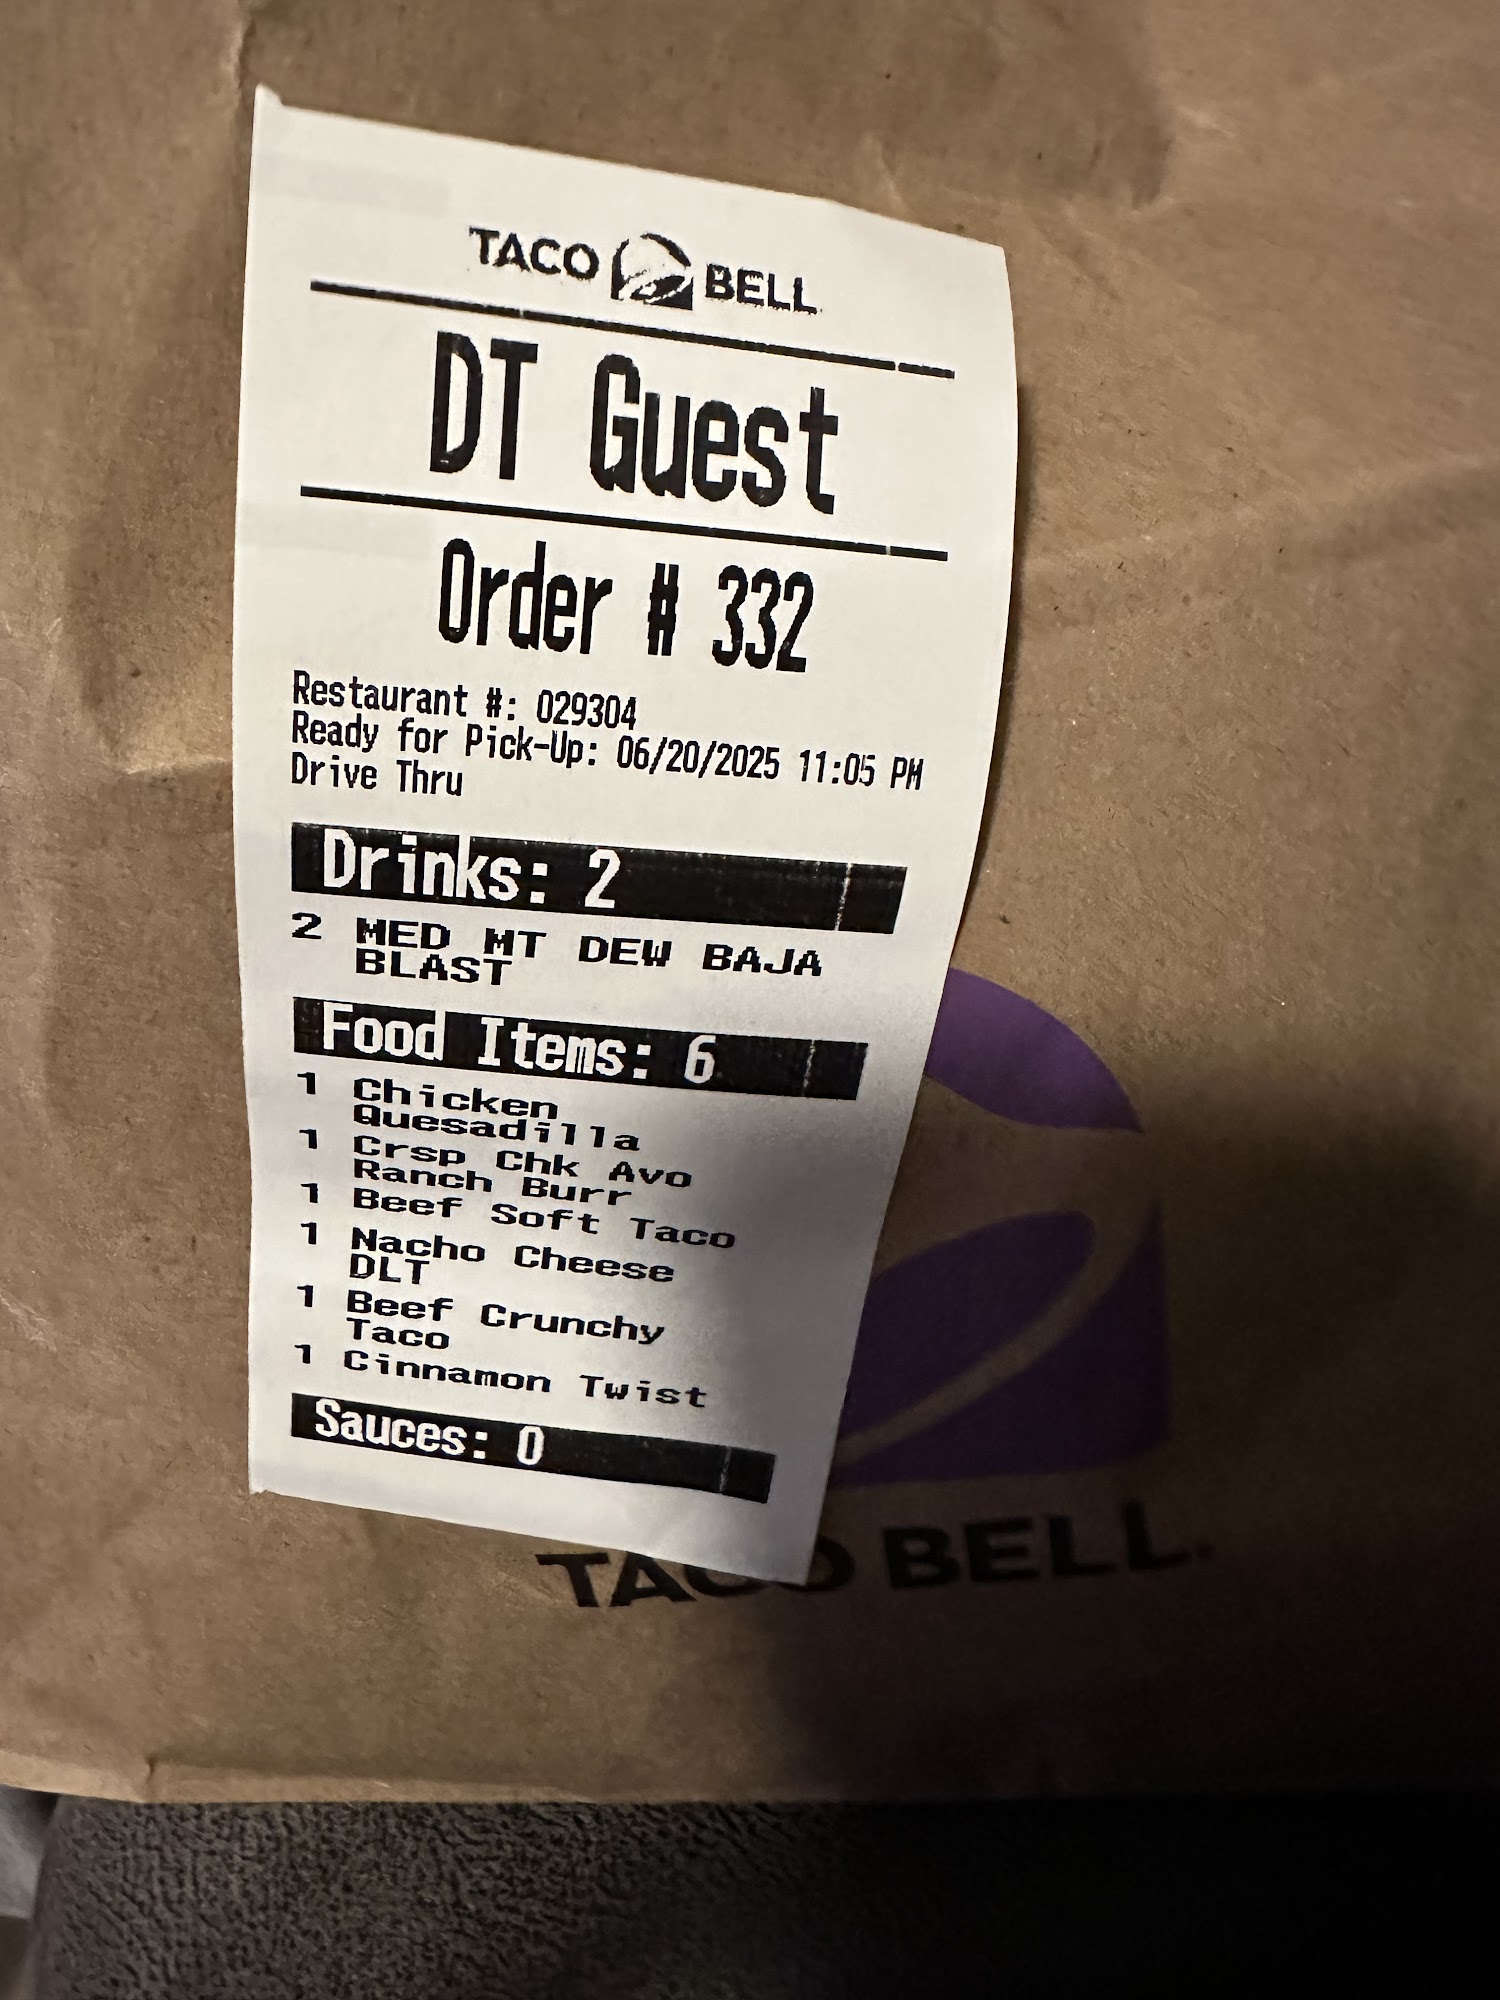 TACO BELL
DT Guest
Order # 332
Restaurant #: 029304
Ready for Pick-Up: 06/20/2025 11:05 PM
Drive Thru
Drinks: 2
2 MED MT DEW BAJA
BLAST
Food Items: 6
1 Chicken
Quesadilla
1 Crsp Chk Avo
Ranch Burr
1 Beef Soft Taco
1 Nacho Cheese
DLT
1 Beef Crunchy
Taco
1 Cinnamon Twist
Sauces: 0
TACO BELL.